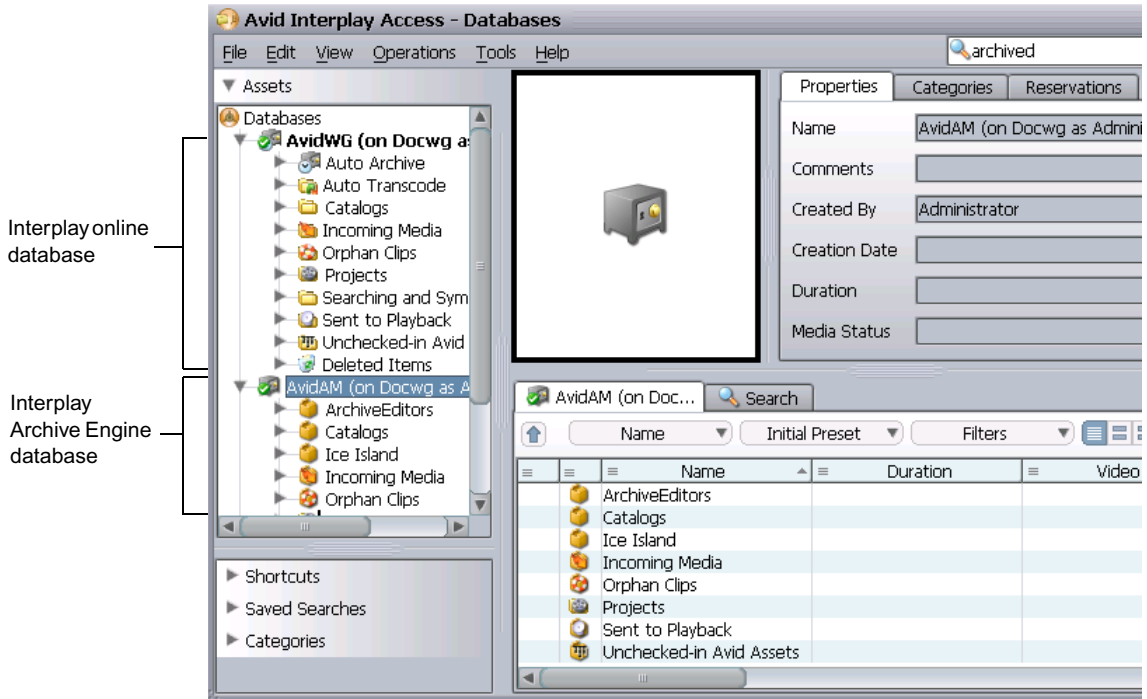 Avid Interplay Access - Databases
File Edit View Operations Tools Help
archived
Assets
Databases
AvidWG (on Docwg a
Auto Archive
Auto Transcode
Catalogs
Incoming Media
Orphan Clips
Projects
Searching and Sym
Sent to Playback
Unchecked-in Avid
Deleted Items
AvidAM (on Docwg as A
ArchiveEditors
Catalogs
Ice Island
Incoming Media
Orphan Clips
Interplay online
database
Interplay
Archive Engine
database
Shortcuts
Saved Searches
Categories
Properties Categories Reservations
Name AvidAM (on Docwg as Admini
Comments
Created By Administrator
Creation Date
Duration
Media Status
AvidAM (on Doc... Search
Name Initial Preset Filters
Name Duration Video
ArchiveEditors
Catalogs
Ice Island
Incoming Media
Orphan Clips
Projects
Sent to Playback
Unchecked-in Avid Assets